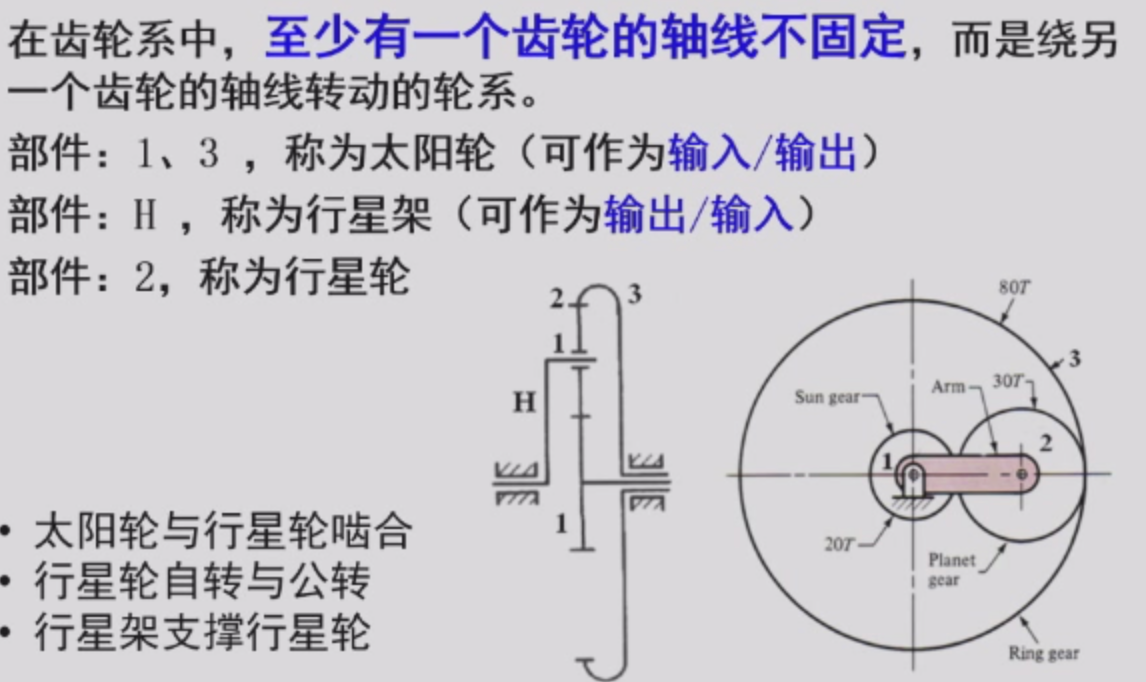 在齿轮系中，至少有一个齿轮的轴线不固定，而是绕另
一个齿轮的轴线转动的轮系。
部件：1、3 ，称为太阳轮（可作为输入/输出）
部件：H ，称为行星架（可作为输出/输入）
部件：2，称为行星轮
2
3
1
H
1
80T
3
Sun gear
Arm
30T
2
1
20T
Planet
gear
Ring gear
• 太阳轮与行星轮啮合
• 行星轮自转与公转
• 行星架支撑行星轮